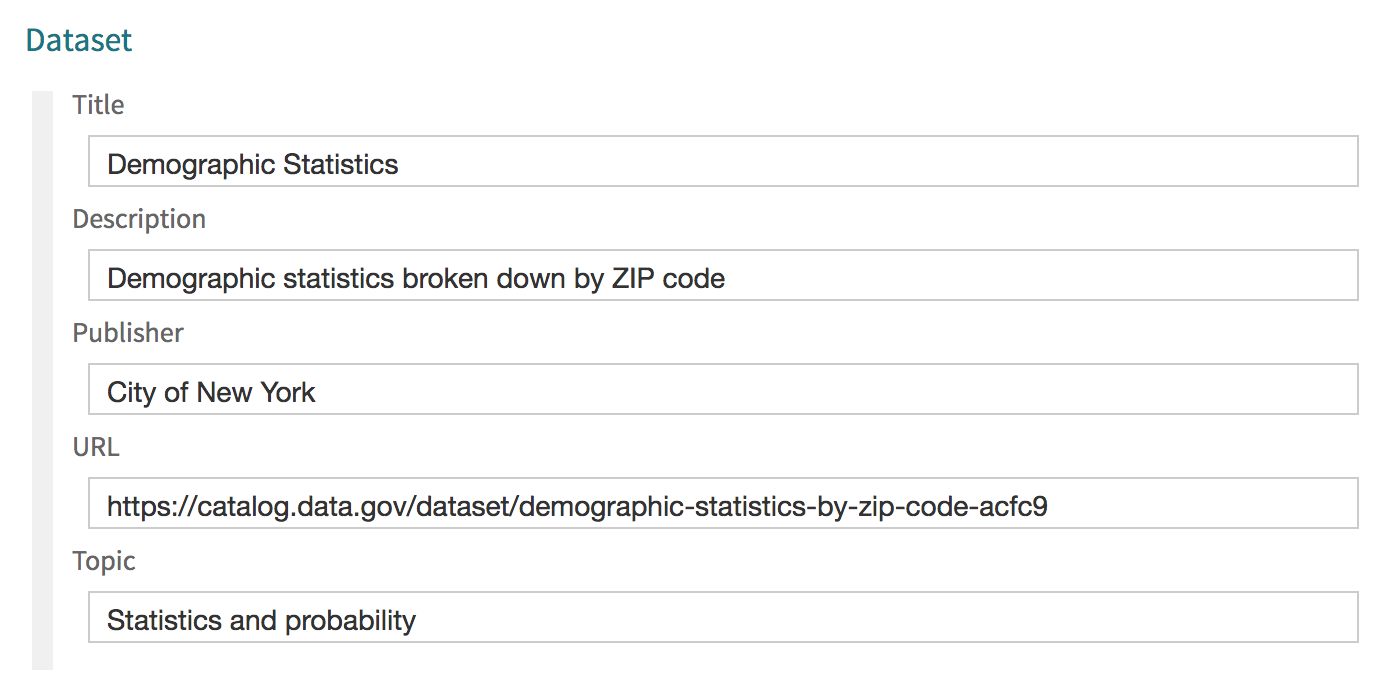 Dataset
Title
Demographic Statistics
Description
Demographic statistics broken down by ZIP code
Publisher
City of New York
URL
https://catalog.data.gov/dataset/demographic-statistics-by-zip-code-acfc9
Topic
Statistics and probability